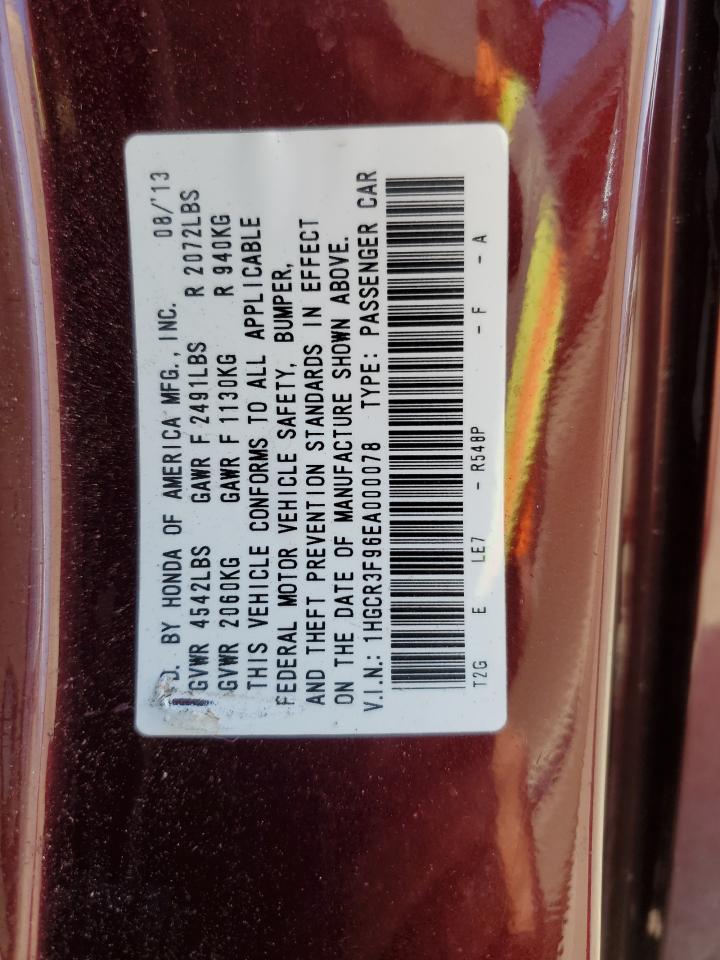 D. BY HONDA OF AMERICA MFG., INC. 08/'13
GVWR 4542LBS GAWR F 2491LBS R 2072LBS
GVWR 2060KG GAWR F 1130KG R 940KG
THIS VEHICLE CONFORMS TO ALL APPLICABLE
FEDERAL MOTOR VEHICLE SAFETY, BUMPER,
AND THEFT PREVENTION STANDARDS IN EFFECT
ON THE DATE OF MANUFACTURE SHOWN ABOVE.
V.I.N.: 1HGCR3F96EA000078 TYPE: PASSENGER CAR
T2G E LE7 - R548P - F - A